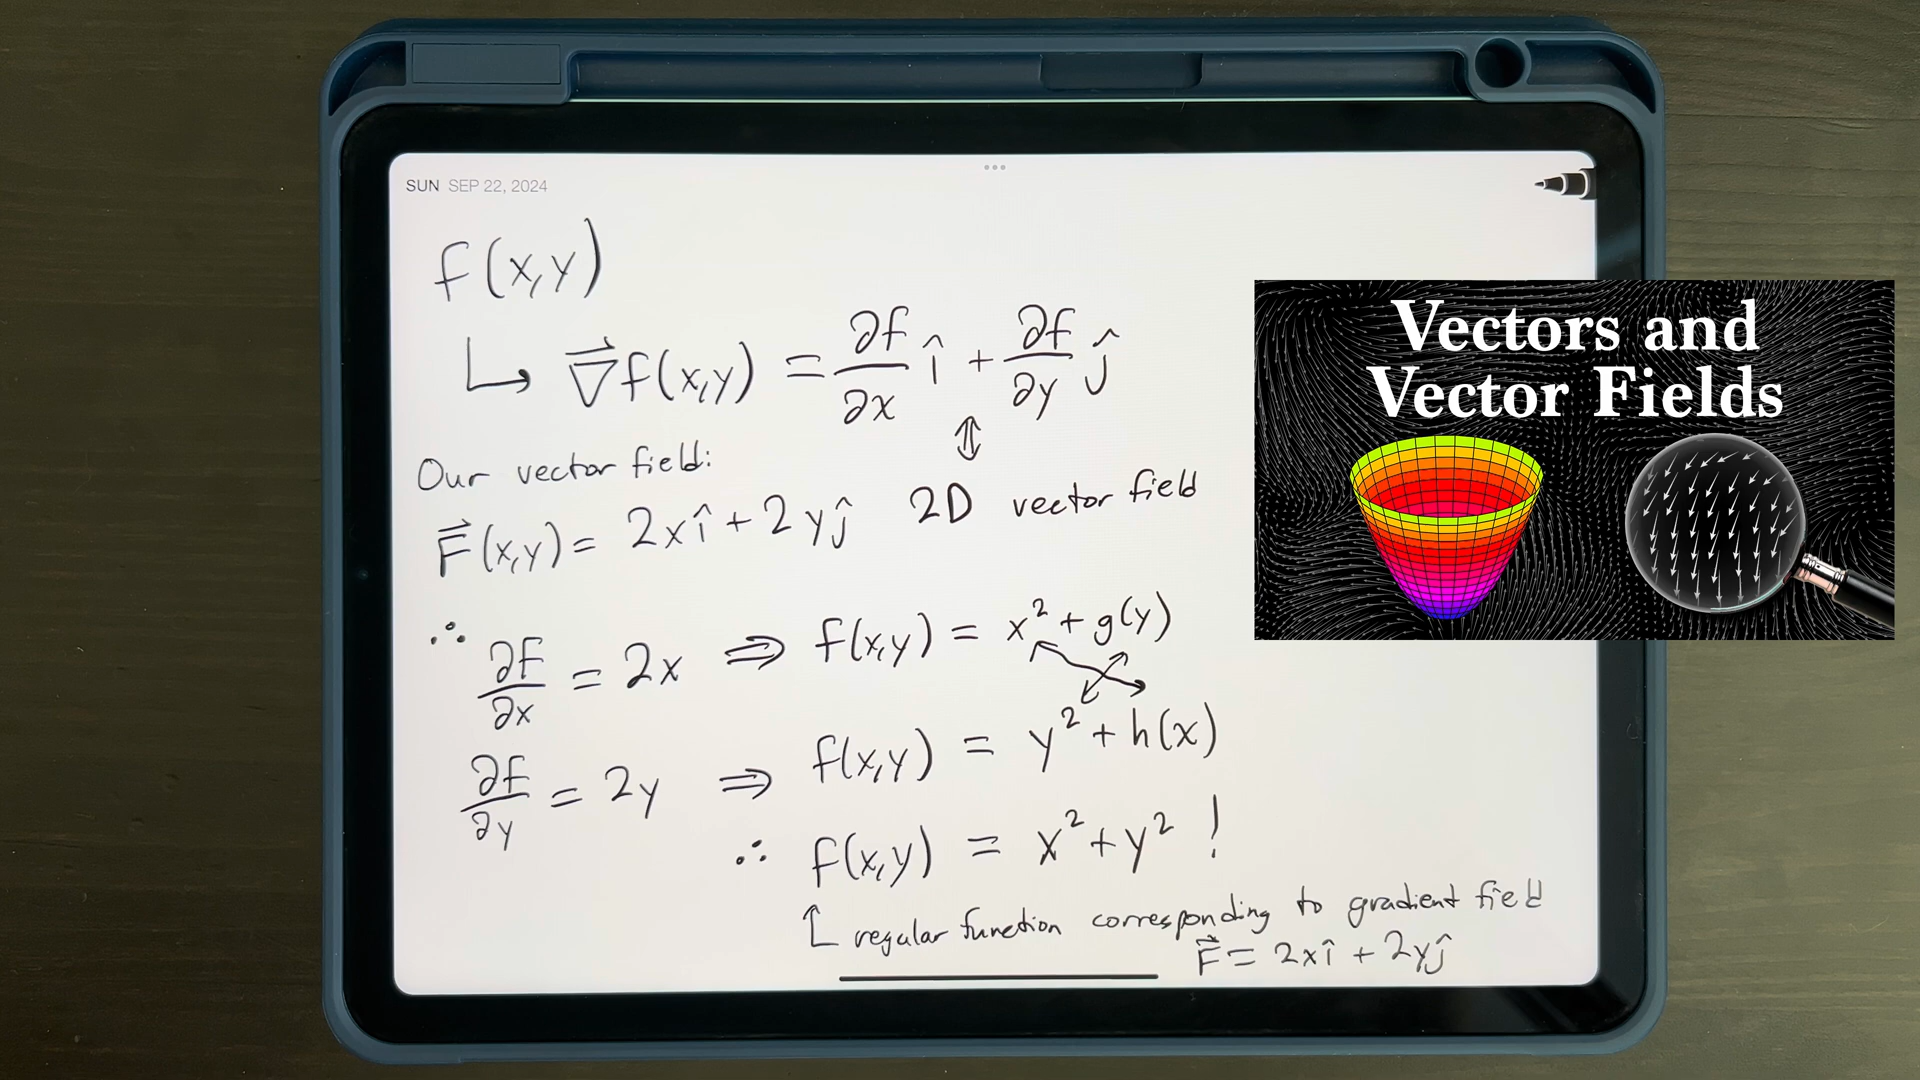 SUN SEP 22, 2024
f(x,y)
↳ ∇⃗f(x,y) = ∂f/∂x î + ∂f/∂y ĵ
⇕
Our vector field:
F⃗(x,y) = 2xî + 2yĵ 2D vector field
∴ ∂f/∂x = 2x ⇒ f(x,y) = x² + g(y)
∂f/∂y = 2y ⇒ f(x,y) = y² + h(x)
∴ f(x,y) = x² + y² !
regular function corresponding to gradient field
F⃗ = 2xî + 2yĵ
Vectors and
Vector Fields